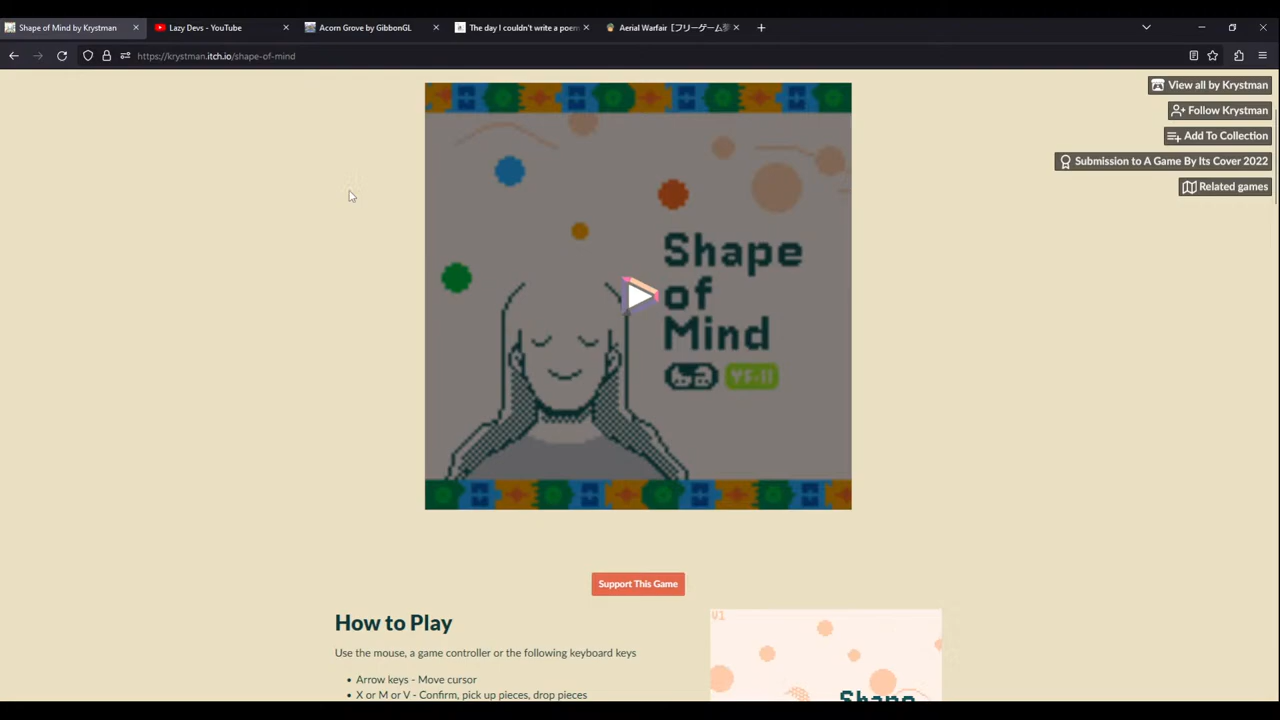 Shape of Mind by Krystman
Lazy Devs - YouTube
Acorn Grove by GibbonGL
The day I couldn't write a poem
Aerial Warfair [フリーゲーム
https://krystman.itch.io/shape-of-mind
View all by Krystman
Follow Krystman
Add To Collection
Submission to A Game By Its Cover 2022
Related games
Shape
of
Mind
YF-11
Support This Game
How to Play
Use the mouse, a game controller or the following keyboard keys
• Arrow keys - Move cursor
• X or M or V - Confirm, pick up pieces, drop pieces
V1
Shape